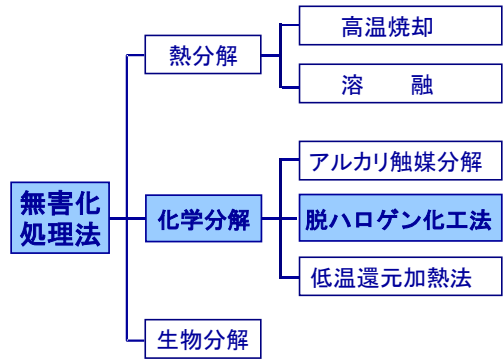 高温焼却
熱分解
溶　　融
アルカリ触媒分解
無害化
処理法
化学分解
脱ハロゲン化工法
低温還元加熱法
生物分解